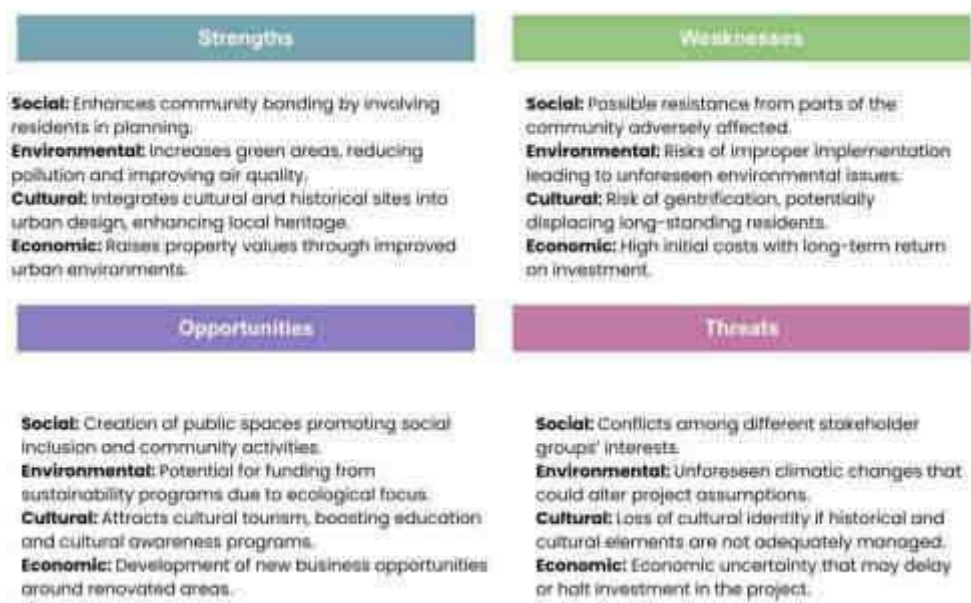 Strengths
Social: Enhances community bonding by involving
residents in planning.
Environmental: Increases green areas, reducing
pollution and improving air quality.
Cultural: Integrates cultural and historical sites into
urban design, enhancing local heritage.
Economic: Raises property values through improved
urban environments.
Weaknesses
Social: Possible resistance from parts of the
community adversely affected.
Environmental: Risks of improper implementation
leading to unforeseen environmental issues.
Cultural: Risk of gentrification, potentially
displacing long-standing residents.
Economic: High initial costs with long-term return
on investment.
Opportunities
Social: Creation of public spaces promoting social
inclusion and community activities.
Environmental: Potential for funding from
sustainability programs due to ecological focus.
Cultural: Attracts cultural tourism, boosting education
and cultural awareness programs.
Economic: Development of new business opportunities
around renovated areas.
Threats
Social: Conflicts among different stakeholder
groups' interests.
Environmental: Unforeseen climatic changes that
could alter project assumptions.
Cultural: Loss of cultural identity if historical and
cultural elements are not adequately managed.
Economic: Economic uncertainty that may delay
or halt investment in the project.